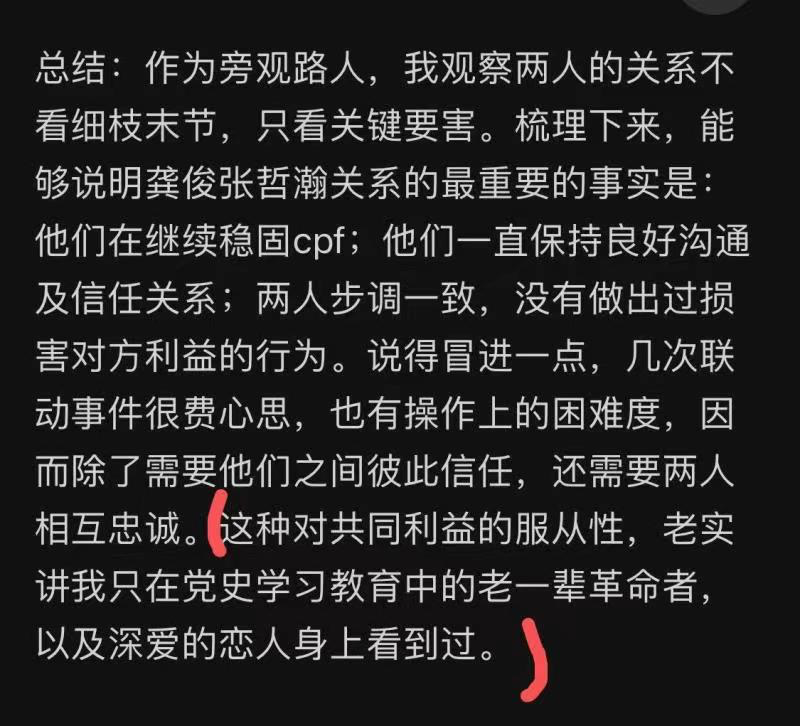 总结：作为旁观路人，我观察两人的关系不
看细枝末节，只看关键要害。梳理下来，能
够说明龚俊张哲瀚关系的最重要的事实是：
他们在继续稳固cpf；他们一直保持良好沟通
及信任关系；两人步调一致，没有做出过损
害对方利益的行为。说得冒进一点，几次联
动事件很费心思，也有操作上的困难度，因
而除了需要他们之间彼此信任，还需要两人
相互忠诚。这种对共同利益的服从性，老实
讲我只在党史学习教育中的老一辈革命者，
以及深爱的恋人身上看到过。